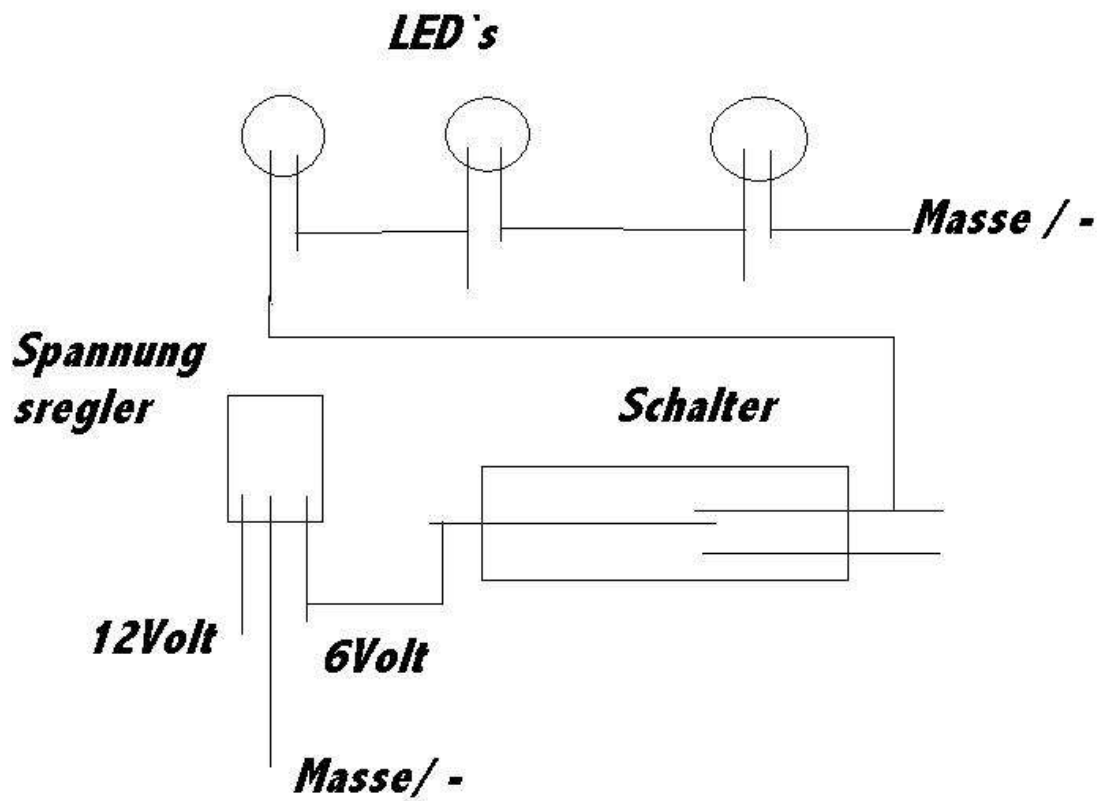 LED`s
Masse / -
Spannung
sregler
Schalter
12Volt
6Volt
Masse/ -